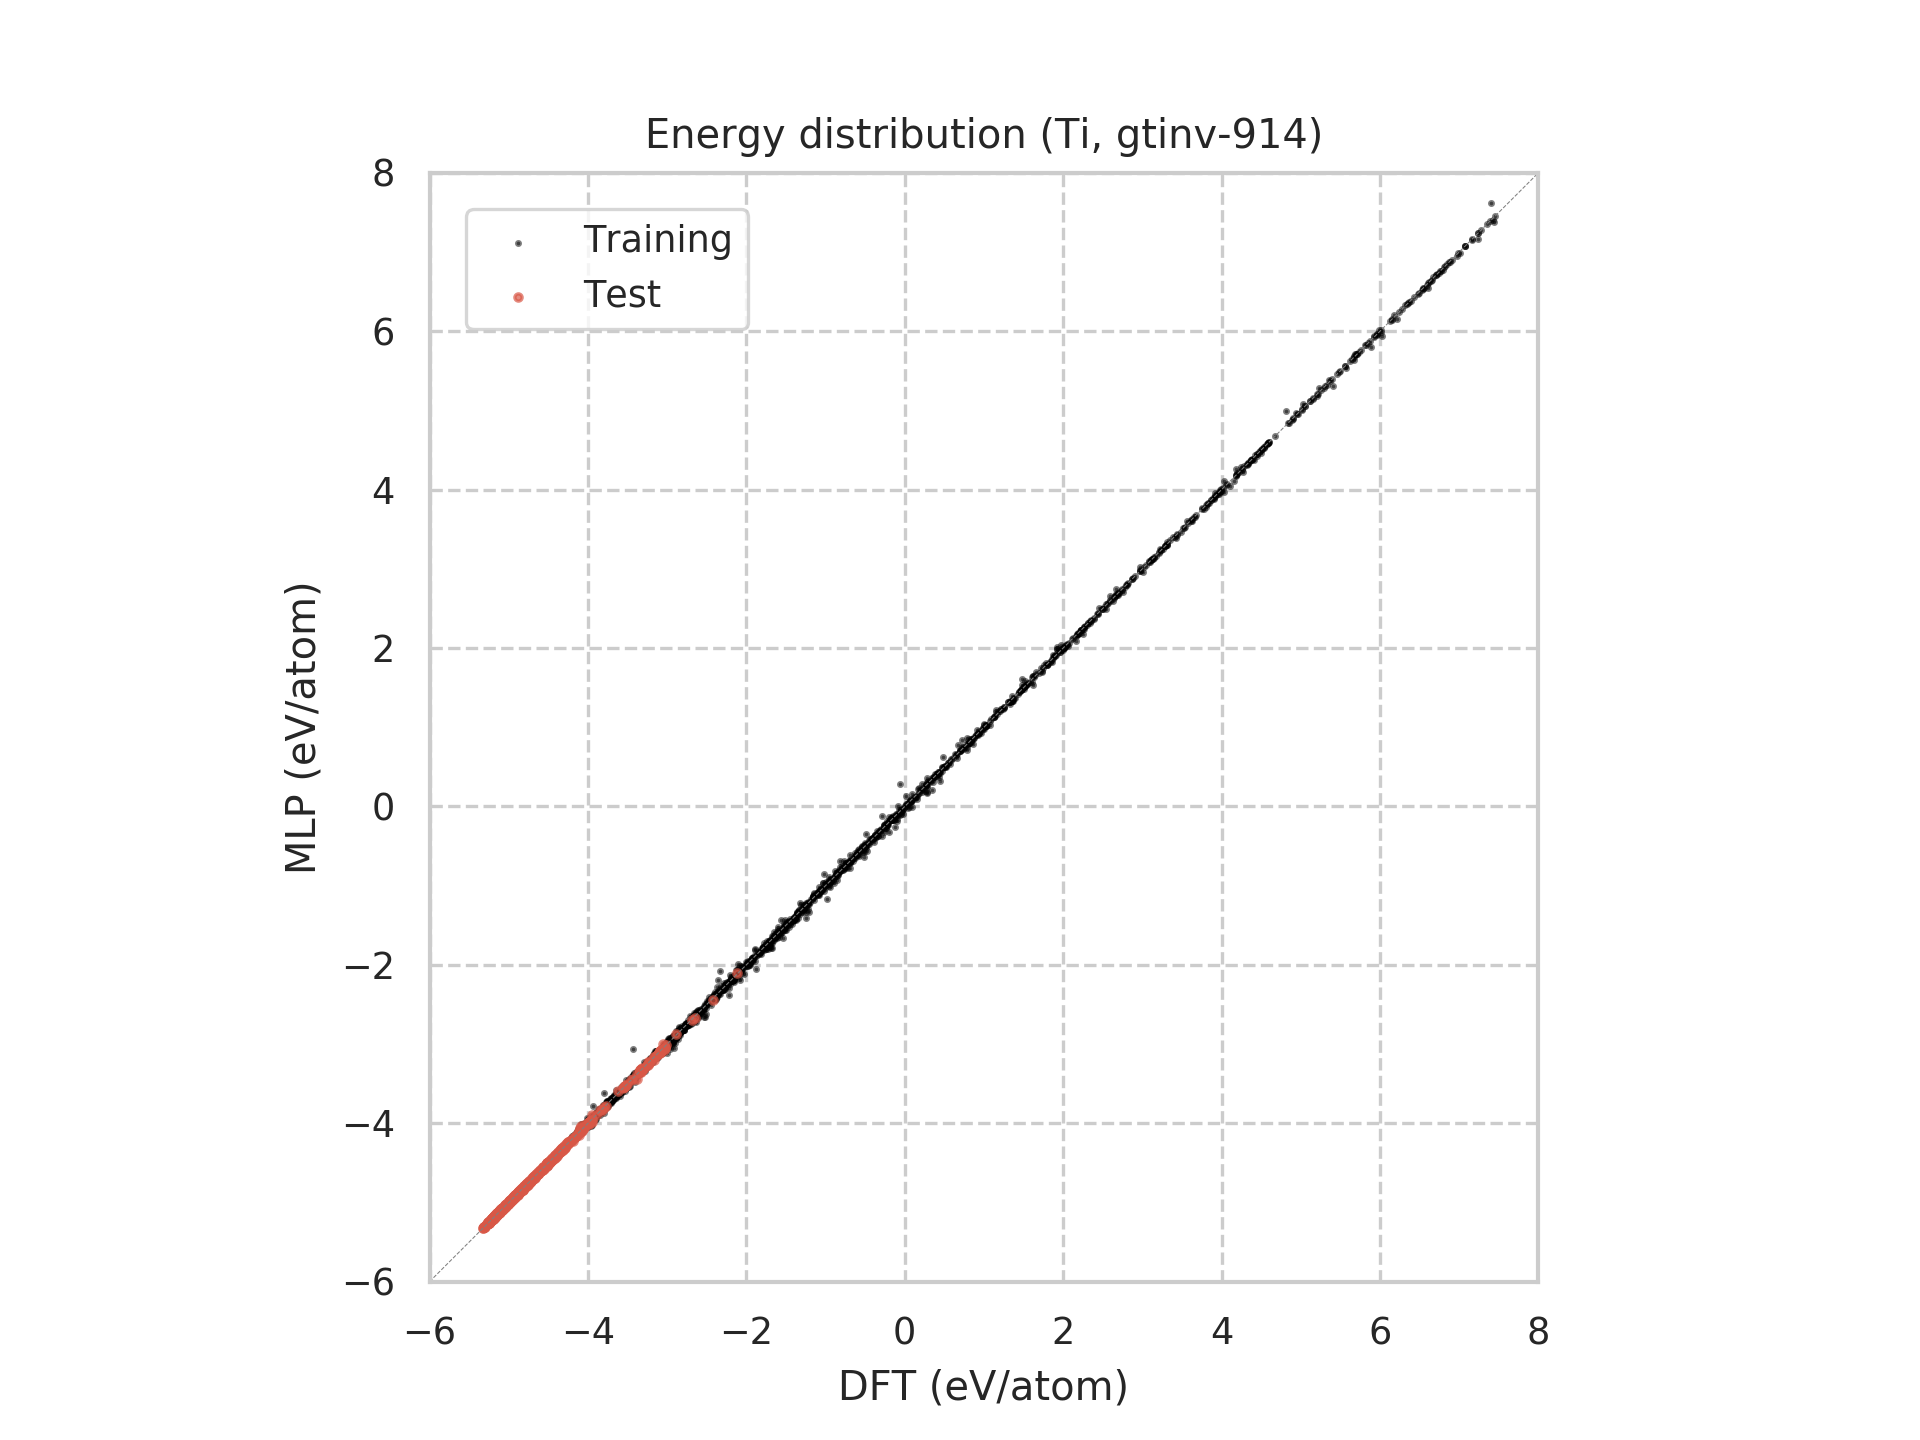 Energy distribution (Ti, gtinv-914)
8
6
4
2
0
−2
−4
−6
Training
Test
MLP (eV/atom)
−6 −4 −2 0 2 4 6 8
DFT (eV/atom)